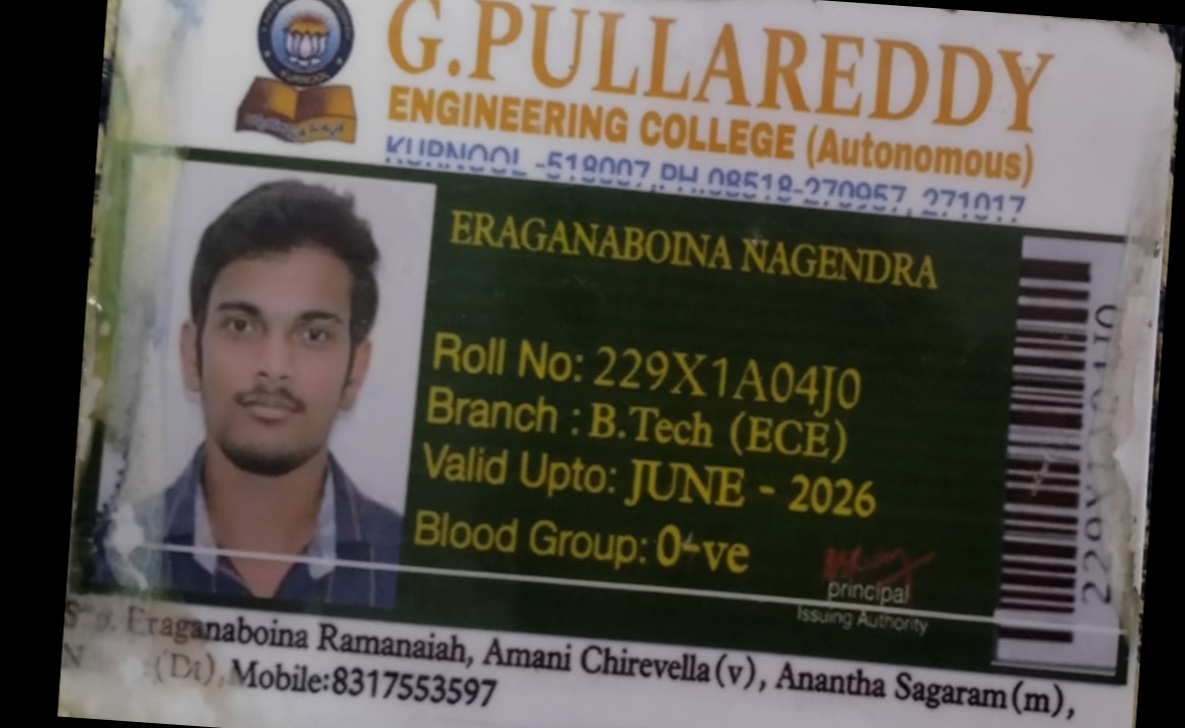 KURNOOL
G.PULLAREDDY
ENGINEERING COLLEGE (Autonomous)
KURNOOL -518007,PH 08518-270957, 271017
ERAGANABOINA NAGENDRA
Roll No: 229X1A04J0
Branch : B.Tech (ECE)
Valid Upto: JUNE - 2026
Blood Group: 0-ve
principal
Issuing Authority
229X1A04J0
Eraganaboina Ramanaiah, Amani Chirevella(v), Anantha Sagaram(m),
(Dt), Mobile:8317553597